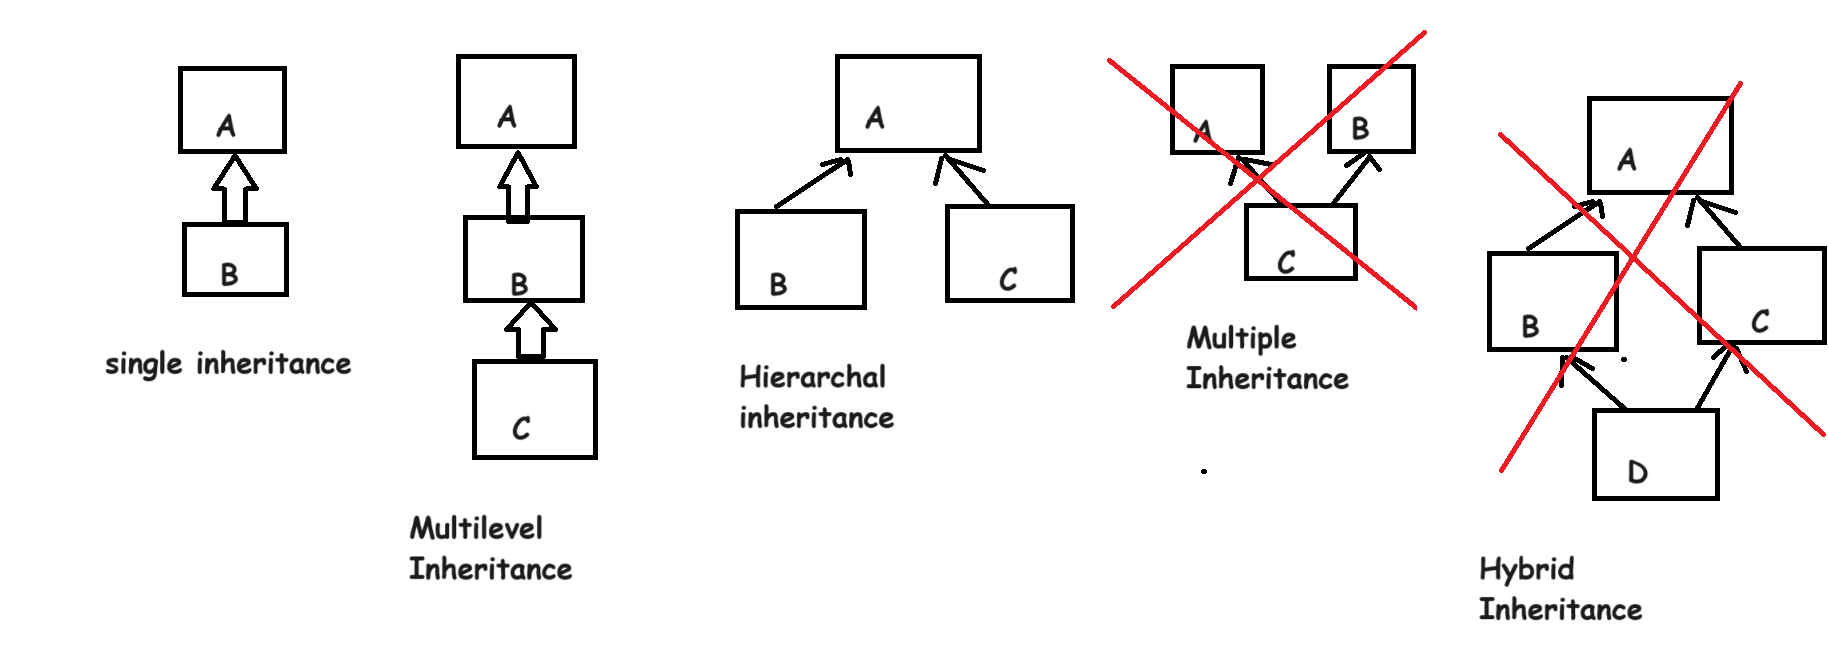 A
B
single inheritance
A
B
C
Multilevel
Inheritance
A
B
C
Hierarchal
inheritance
A
B
C
Multiple
Inheritance
A
B
C
D
Hybrid
Inheritance